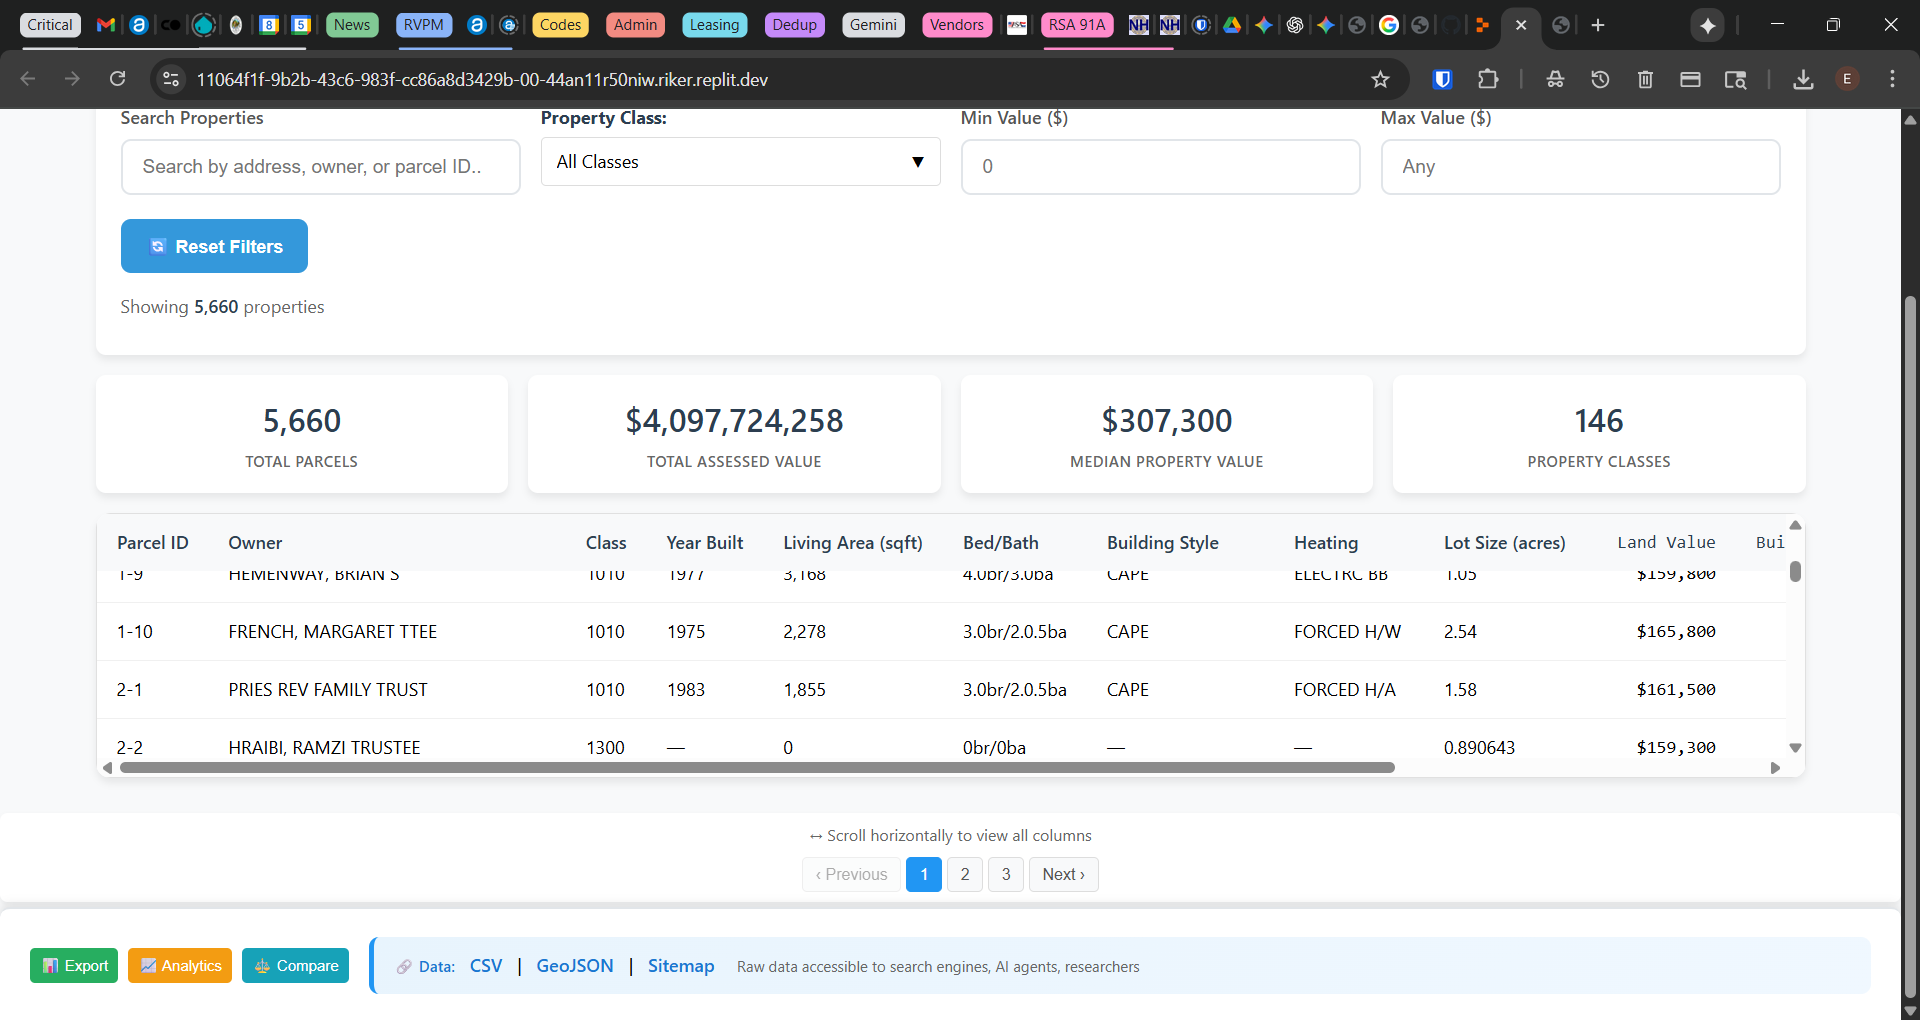 Critical News RVPM Codes Admin Leasing Dedup Gemini Vendors RSA 91A
11064f1f-9b2b-43c6-983f-cc86a8d3429b-00-44an11r50niw.riker.replit.dev
E
Search Properties Property Class: Min Value ($) Max Value ($)
Search by address, owner, or parcel ID.. All Classes 0 Any
Reset Filters
Showing 5,660 properties
5,660 $4,097,724,258 $307,300 146
TOTAL PARCELS TOTAL ASSESSED VALUE MEDIAN PROPERTY VALUE PROPERTY CLASSES
Parcel ID Owner Class Year Built Living Area (sqft) Bed/Bath Building Style Heating Lot Size (acres) Land Value Bui
1-9 HEMENWAY, BRIAN S 1010 1977 3,168 4.0br/3.0ba CAPE ELECTRC BB 1.05 $159,800
1-10 FRENCH, MARGARET TTEE 1010 1975 2,278 3.0br/2.0.5ba CAPE FORCED H/W 2.54 $165,800
2-1 PRIES REV FAMILY TRUST 1010 1983 1,855 3.0br/2.0.5ba CAPE FORCED H/A 1.58 $161,500
2-2 HRAIBI, RAMZI TRUSTEE 1300 — 0 0br/0ba — — 0.890643 $159,300
↔ Scroll horizontally to view all columns
‹ Previous 1 2 3 Next ›
Export Analytics Compare Data: CSV | GeoJSON | Sitemap Raw data accessible to search engines, AI agents, researchers